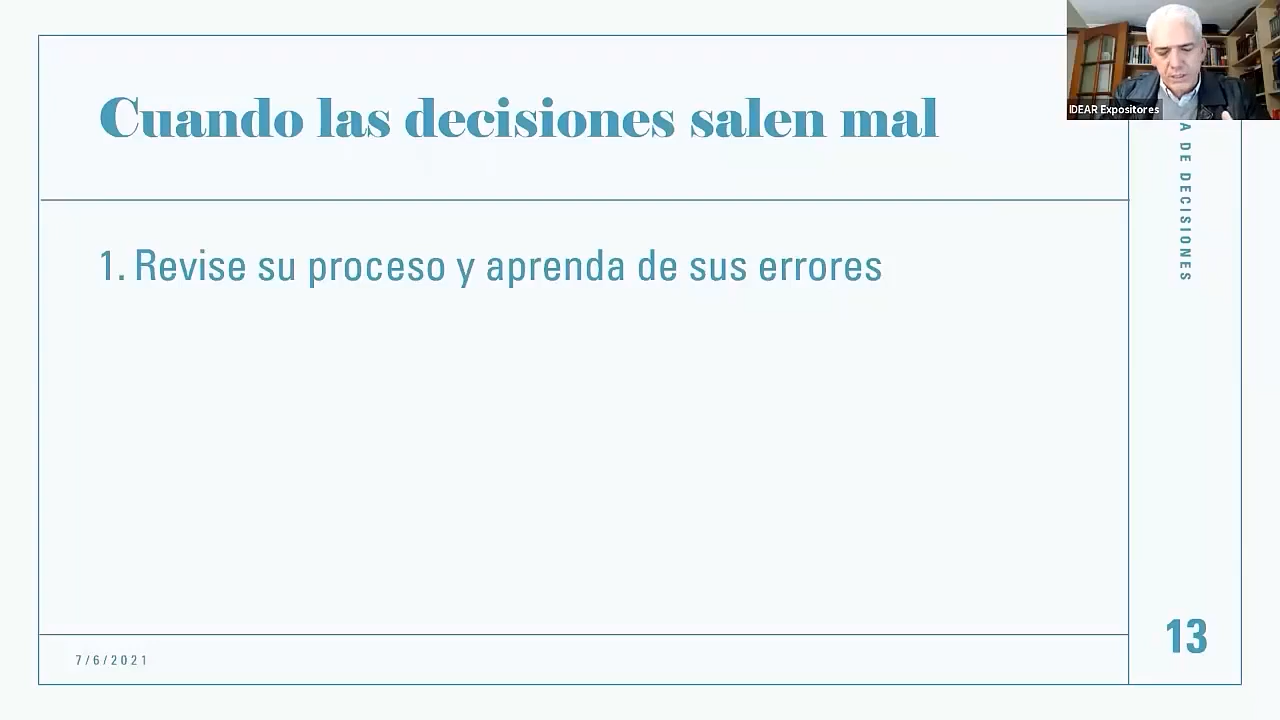 Cuando las decisiones salen mal
IDEAR Expositores
A DE DECISIONES
1. Revise su proceso y aprenda de sus errores
13
7/6/2021